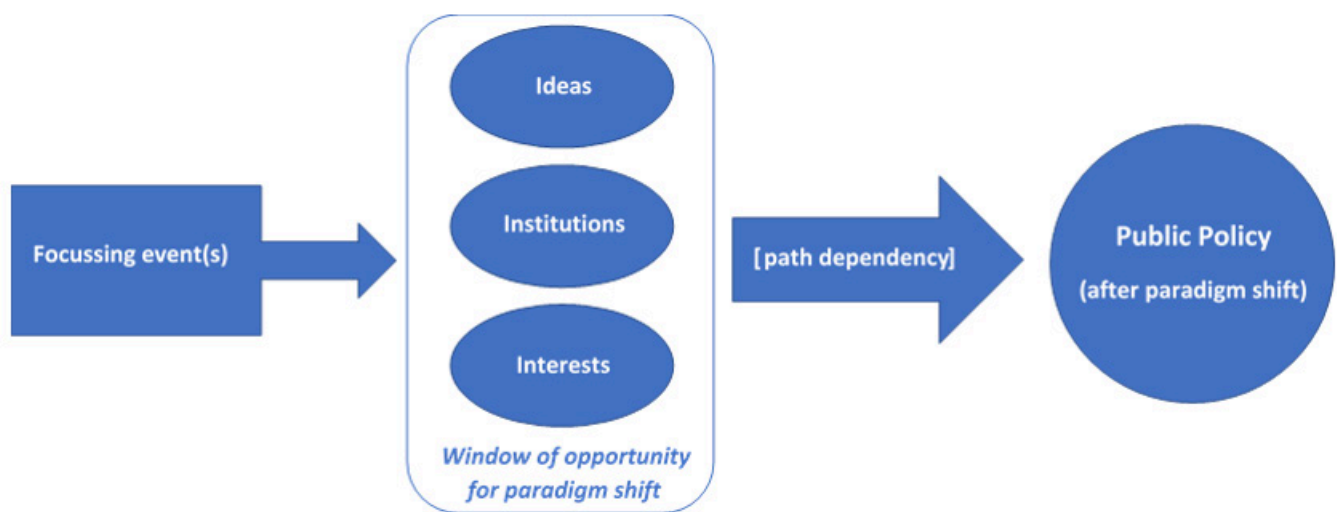 Focussing event(s)
Ideas
Institutions
Interests
Window of opportunity
for paradigm shift
[path dependency]
Public Policy
(after paradigm shift)